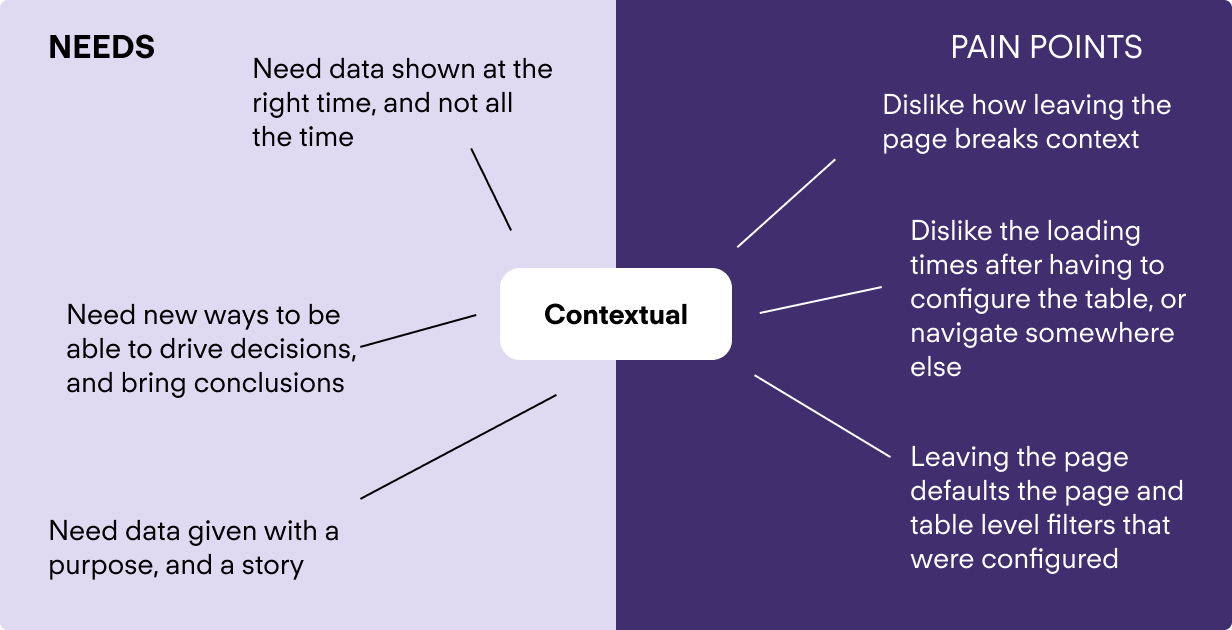 NEEDS
Need data shown at the
right time, and not all
the time
Need new ways to be
able to drive decisions,
and bring conclusions
Need data given with a
purpose, and a story
Contextual
PAIN POINTS
Dislike how leaving the
page breaks context
Dislike the loading
times after having to
configure the table, or
navigate somewhere
else
Leaving the page
defaults the page and
table level filters that
were configured